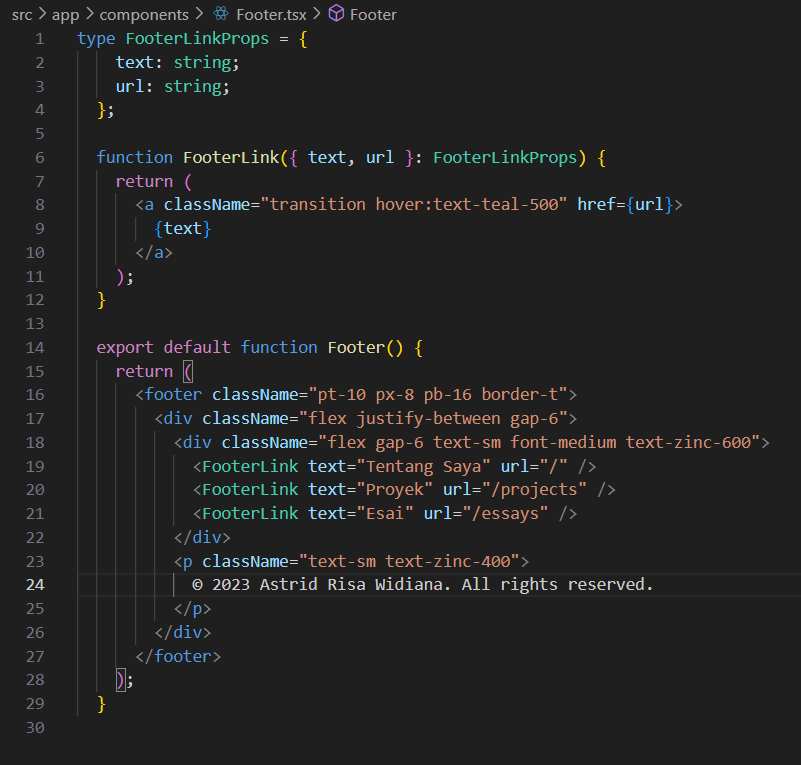 src > app > components > Footer.tsx > Footer
1 type FooterLinkProps = {
2 text: string;
3 url: string;
4 };
5
6 function FooterLink({ text, url }: FooterLinkProps) {
7 return (
8 <a className="transition hover:text-teal-500" href={url}>
9 {text}
10 </a>
11 );
12 }
13
14 export default function Footer() {
15 return (
16 <footer className="pt-10 px-8 pb-16 border-t">
17 <div className="flex justify-between gap-6">
18 <div className="flex gap-6 text-sm font-medium text-zinc-600">
19 <FooterLink text="Tentang Saya" url="/" />
20 <FooterLink text="Proyek" url="/projects" />
21 <FooterLink text="Esai" url="/essays" />
22 </div>
23 <p className="text-sm text-zinc-400">
24 © 2023 Astrid Risa Widiana. All rights reserved.
25 </p>
26 </div>
27 </footer>
28 );
29 }
30